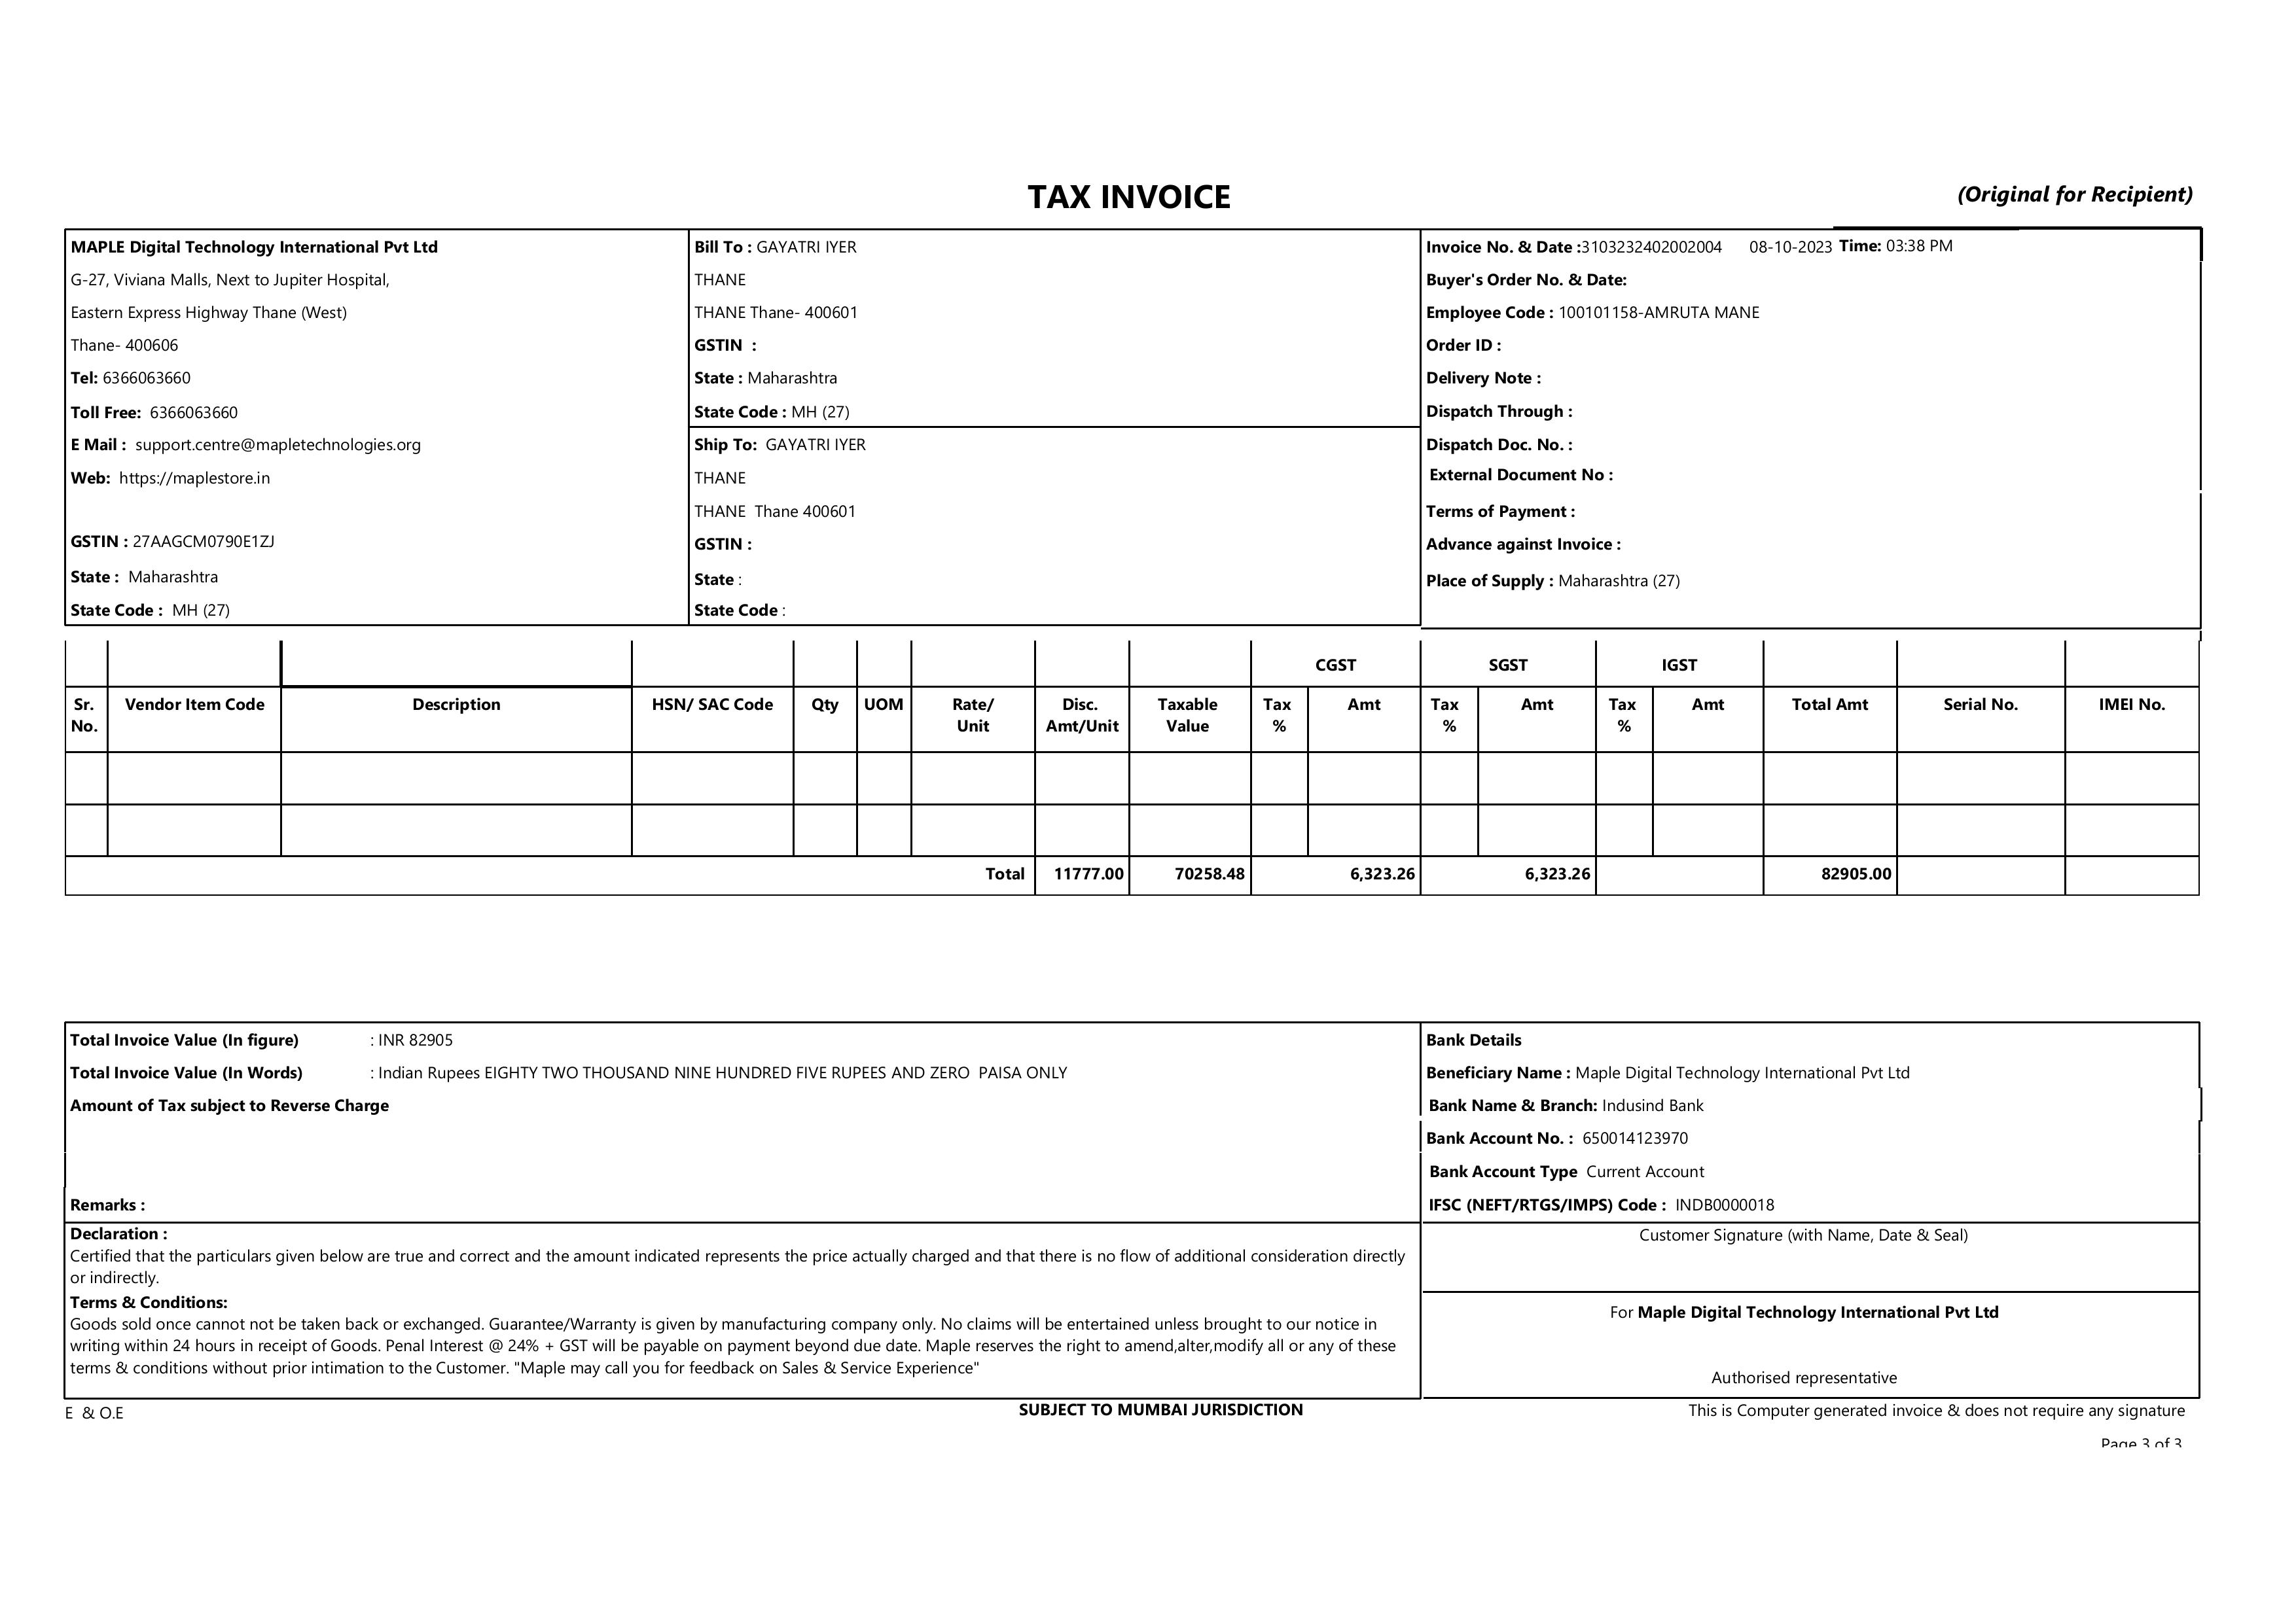 TAX INVOICE
(Original for Recipient)
MAPLE Digital Technology International Pvt Ltd
G-27, Viviana Malls, Next to Jupiter Hospital,
Eastern Express Highway Thane (West)
Thane- 400606
Tel: 6366063660
Toll Free: 6366063660
E Mail : support.centre@mapletechnologies.org
Web: https://maplestore.in
GSTIN : 27AAGCM0790E1ZJ
State : Maharashtra
State Code : MH (27)
Bill To : GAYATRI IYER
THANE
THANE Thane- 400601
GSTIN :
State : Maharashtra
State Code : MH (27)
Ship To: GAYATRI IYER
THANE
THANE Thane 400601
GSTIN :
State :
State Code :
Invoice No. & Date :3103232402002004 08-10-2023 Time: 03:38 PM
Buyer's Order No. & Date:
Employee Code : 100101158-AMRUTA MANE
Order ID :
Delivery Note :
Dispatch Through :
Dispatch Doc. No. :
External Document No :
Terms of Payment :
Advance against Invoice :
Place of Supply : Maharashtra (27)
CGST SGST IGST
Sr. Vendor Item Code Description HSN/ SAC Code Qty UOM Rate/ Disc. Taxable Tax Amt Tax Amt Tax Amt Total Amt Serial No. IMEI No.
No. Unit Amt/Unit Value % % %
Total 11777.00 70258.48 6,323.26 6,323.26 82905.00
Total Invoice Value (In figure) : INR 82905
Total Invoice Value (In Words) : Indian Rupees EIGHTY TWO THOUSAND NINE HUNDRED FIVE RUPEES AND ZERO PAISA ONLY
Amount of Tax subject to Reverse Charge
Remarks :
Bank Details
Beneficiary Name : Maple Digital Technology International Pvt Ltd
Bank Name & Branch: Indusind Bank
Bank Account No. : 650014123970
Bank Account Type Current Account
IFSC (NEFT/RTGS/IMPS) Code : INDB0000018
Declaration :
Certified that the particulars given below are true and correct and the amount indicated represents the price actually charged and that there is no flow of additional consideration directly
or indirectly.
Terms & Conditions:
Goods sold once cannot not be taken back or exchanged. Guarantee/Warranty is given by manufacturing company only. No claims will be entertained unless brought to our notice in
writing within 24 hours in receipt of Goods. Penal Interest @ 24% + GST will be payable on payment beyond due date. Maple reserves the right to amend,alter,modify all or any of these
terms & conditions without prior intimation to the Customer. "Maple may call you for feedback on Sales & Service Experience"
Customer Signature (with Name, Date & Seal)
For Maple Digital Technology International Pvt Ltd
Authorised representative
E & O.E
SUBJECT TO MUMBAI JURISDICTION
This is Computer generated invoice & does not require any signature
Page 3 of 3